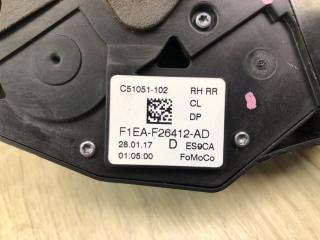 C51051-102 RH RR
CL
DP
F1EA-F26412-AD
28.01.17 D ES9CA
01:05:00 FoMoCo